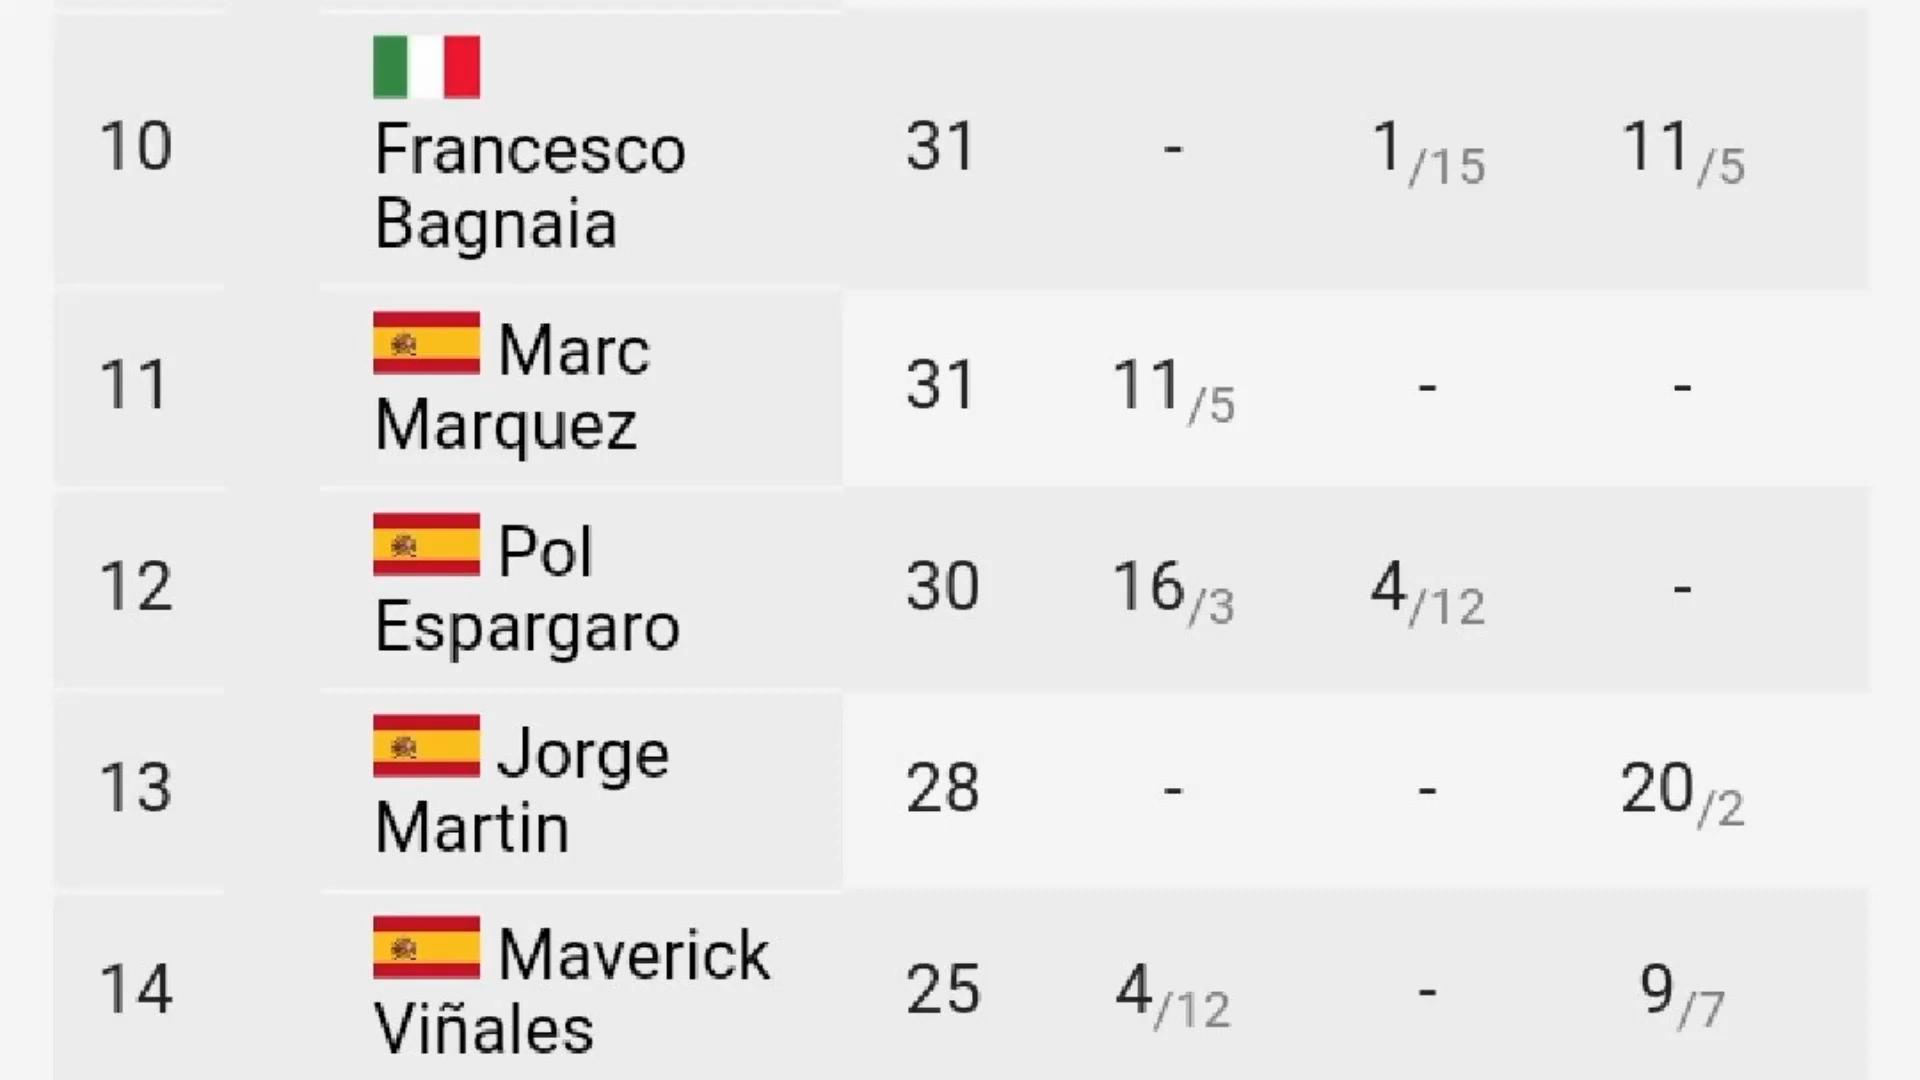 10 Francesco Bagnaia 31 - 1/15 11/5
11 Marc Marquez 31 11/5 - -
12 Pol Espargaro 30 16/3 4/12 -
13 Jorge Martin 28 - - 20/2
14 Maverick Viñales 25 4/12 - 9/7